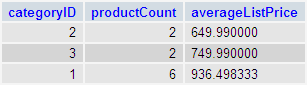 categoryID productCount averageListPrice
2 2 649.990000
3 2 749.990000
1 6 936.498333